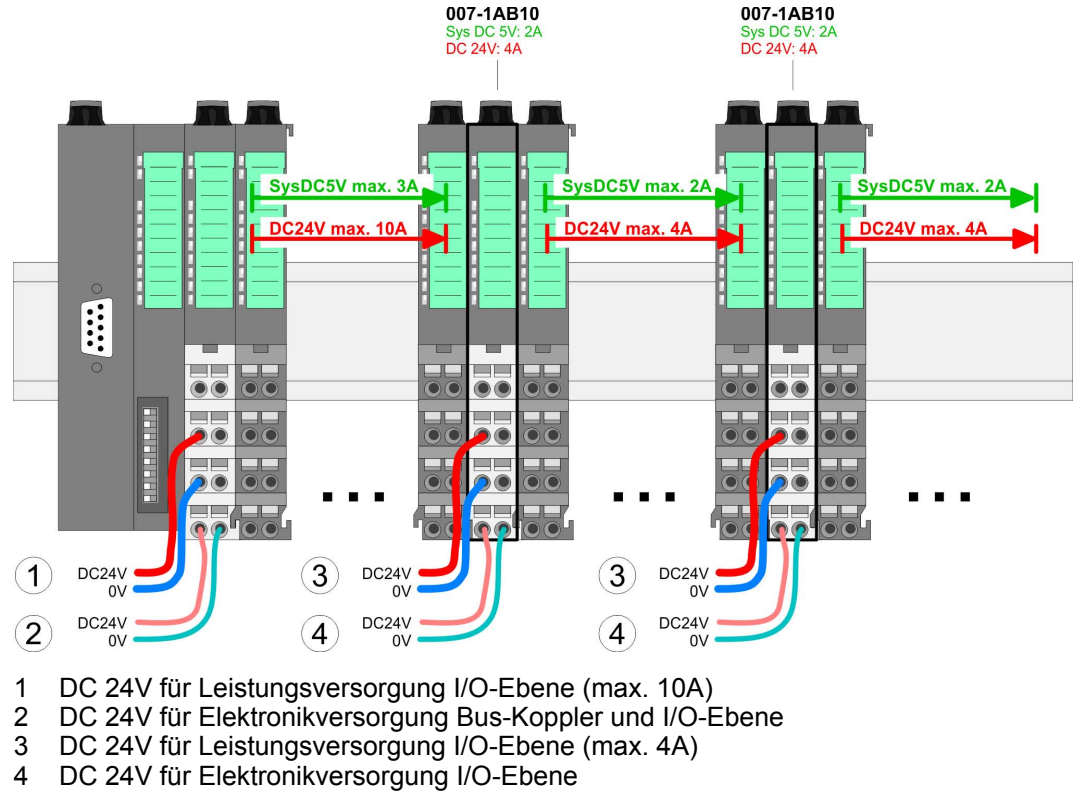 007-1AB10
Sys DC 5V: 2A
DC 24V: 4A
007-1AB10
Sys DC 5V: 2A
DC 24V: 4A
SysDC5V max. 3A
SysDC5V max. 2A
SysDC5V max. 2A
DC24V max. 10A
DC24V max. 4A
DC24V max. 4A
1
DC24V
0V
3
DC24V
0V
3
DC24V
0V
2
DC24V
0V
4
DC24V
0V
4
DC24V
0V
1 DC 24V für Leistungsversorgung I/O-Ebene (max. 10A)
2 DC 24V für Elektronikversorgung Bus-Koppler und I/O-Ebene
3 DC 24V für Leistungsversorgung I/O-Ebene (max. 4A)
4 DC 24V für Elektronikversorgung I/O-Ebene